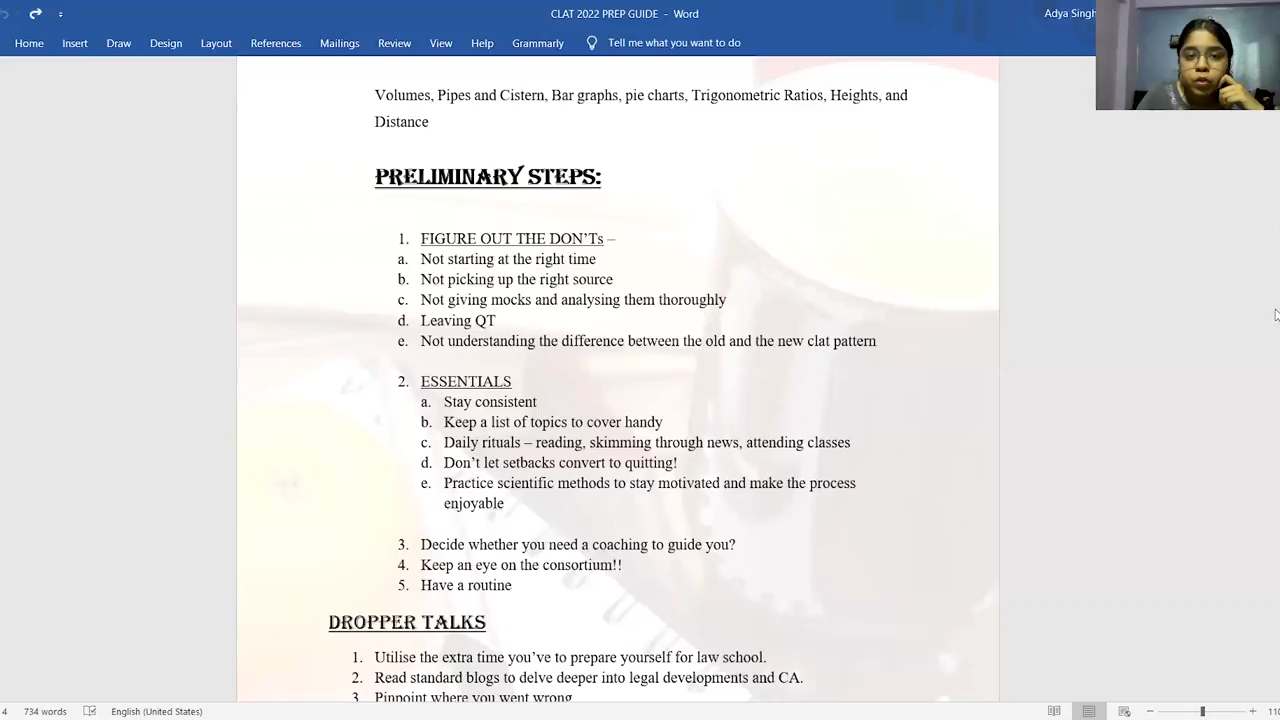 CLAT 2022 PREP GUIDE - Word
Adya Singh
Home Insert Draw Design Layout References Mailings Review View Help Grammarly Tell me what you want to do
Volumes, Pipes and Cistern, Bar graphs, pie charts, Trigonometric Ratios, Heights, and
Distance
PRELIMINARY STEPS:
1. FIGURE OUT THE DON'Ts –
a. Not starting at the right time
b. Not picking up the right source
c. Not giving mocks and analysing them thoroughly
d. Leaving QT
e. Not understanding the difference between the old and the new clat pattern
2. ESSENTIALS
a. Stay consistent
b. Keep a list of topics to cover handy
c. Daily rituals – reading, skimming through news, attending classes
d. Don't let setbacks convert to quitting!
e. Practice scientific methods to stay motivated and make the process
enjoyable
3. Decide whether you need a coaching to guide you?
4. Keep an eye on the consortium!!
5. Have a routine
DROPPER TALKS
1. Utilise the extra time you've to prepare yourself for law school.
2. Read standard blogs to delve deeper into legal developments and CA.
3. Pinpoint where you went wrong
4 734 words English (United States) 110